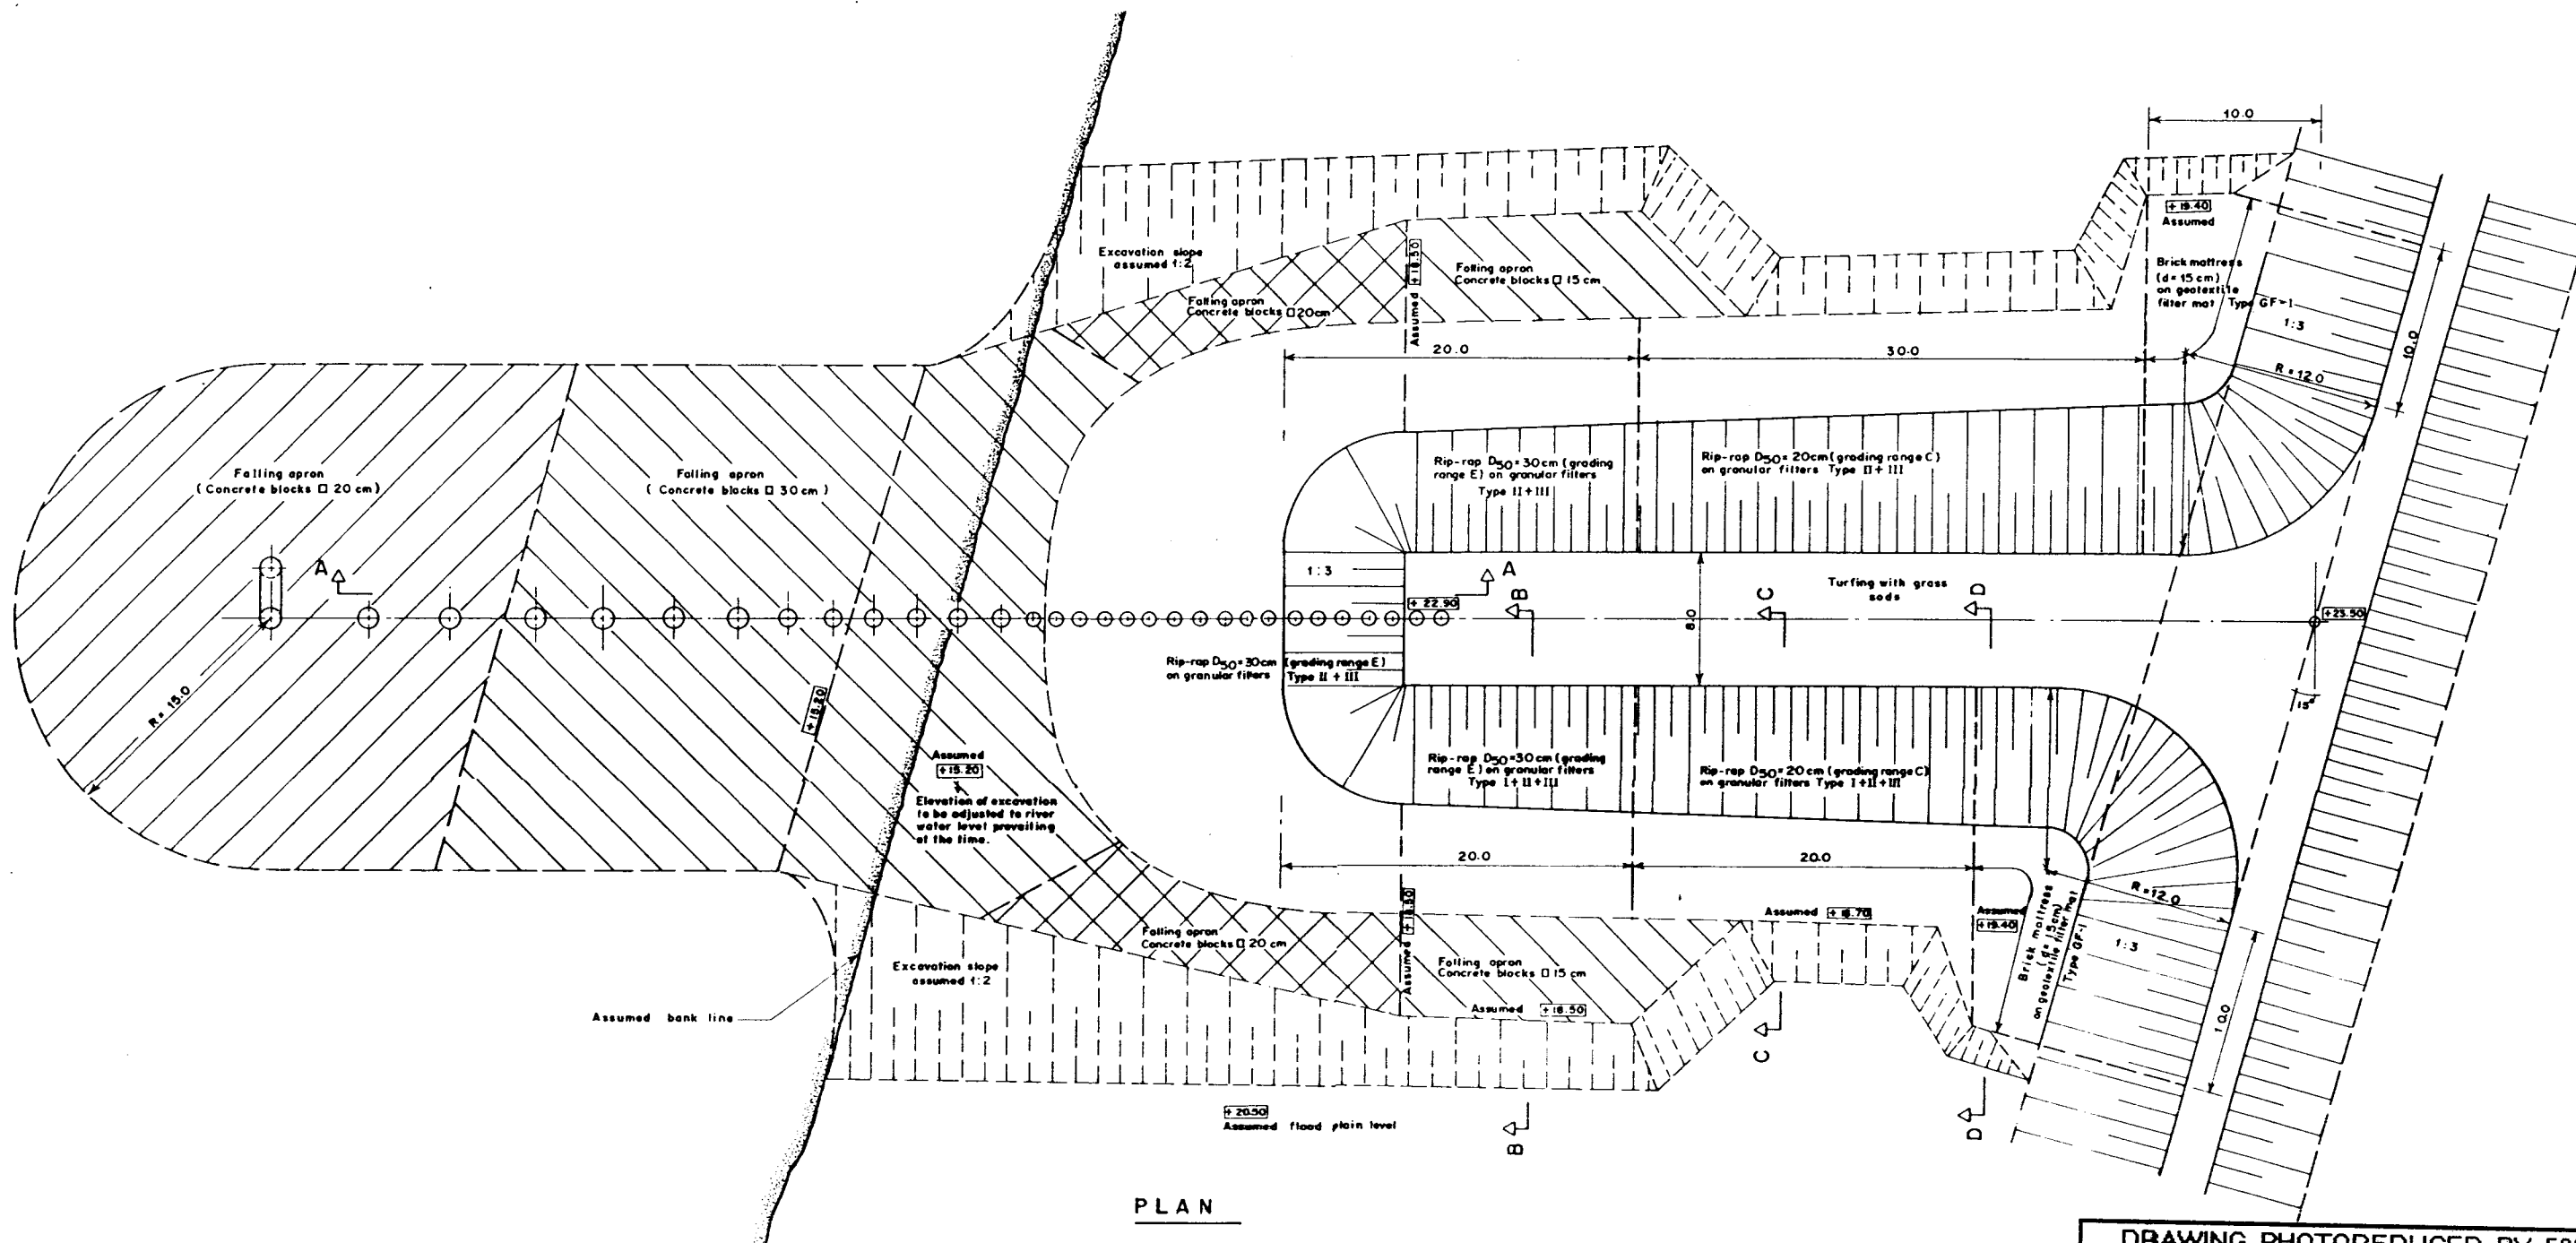 10.0
+ 19.40
Assumed
Excavation slope
assumed 1:2
Assumed +18.50
Falling apron
Concrete blocks □ 15 cm
Brick mattress
(d= 15 cm)
on geotextile
filter mat Type GF-1
Falling apron
Concrete blocks □ 20cm
1:3
10.0
20.0
30.0
R = 12.0
Falling apron
( Concrete blocks □ 20 cm )
Falling apron
( Concrete blocks □ 30 cm )
Rip-rap D50= 30cm (grading
range E) on granular filters
Type II + III
Rip-rap D50= 20cm (grading range C)
on granular filters Type II + III
A
1:3
A
+ 22.90
B
C
D
Turfing with grass
sods
8.0
+23.50
Rip-rap D50= 30cm (grading range E)
on granular filters Type II + III
R = 15.0
+ 15.20
15°
Assumed
+15.20
Elevation of excavation
to be adjusted to river
water level prevailing
at the time.
Rip-rap D50=30cm (grading
range E) on granular filters
Type I + II + III
Rip-rap D50= 20cm (grading range C)
on granular filters Type I+II+III
20.0
20.0
R = 12.0
Brick mattress
(d= 15cm)
on geotextile filter mat
Type GF-1
1:3
Assumed
Assumed
+19.40
Falling apron
Concrete blocks □ 20 cm
Assumed
Falling apron
Concrete blocks □ 15 cm
Assumed +18.50
Excavation slope
assumed 1:2
10.0
Assumed bank line
C
+ 20.50
Assumed flood plain level
B
D
PLAN
DRAWING PHOTOREDUCED BY